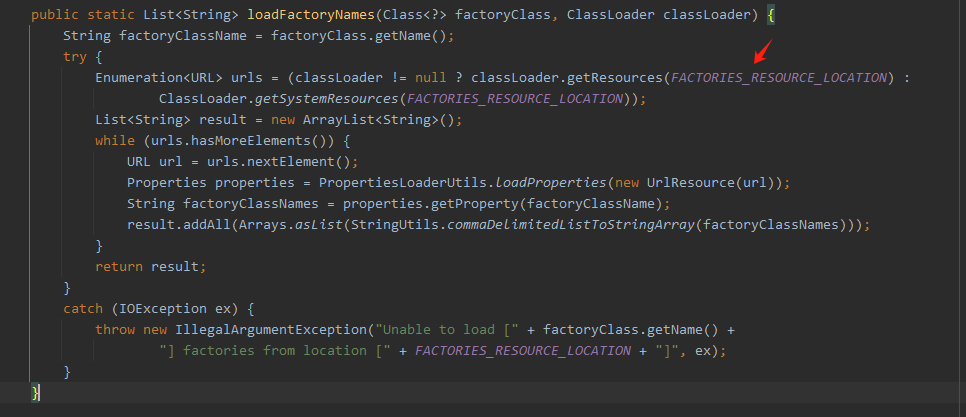 public static List<String> loadFactoryNames(Class<?> factoryClass, ClassLoader classLoader) {
String factoryClassName = factoryClass.getName();
try {
Enumeration<URL> urls = (classLoader != null ? classLoader.getResources(FACTORIES_RESOURCE_LOCATION) :
ClassLoader.getSystemResources(FACTORIES_RESOURCE_LOCATION));
List<String> result = new ArrayList<String>();
while (urls.hasMoreElements()) {
URL url = urls.nextElement();
Properties properties = PropertiesLoaderUtils.loadProperties(new UrlResource(url));
String factoryClassNames = properties.getProperty(factoryClassName);
result.addAll(Arrays.asList(StringUtils.commaDelimitedListToStringArray(factoryClassNames)));
}
return result;
}
catch (IOException ex) {
throw new IllegalArgumentException("Unable to load [" + factoryClass.getName() +
"] factories from location [" + FACTORIES_RESOURCE_LOCATION + "]", ex);
}
}